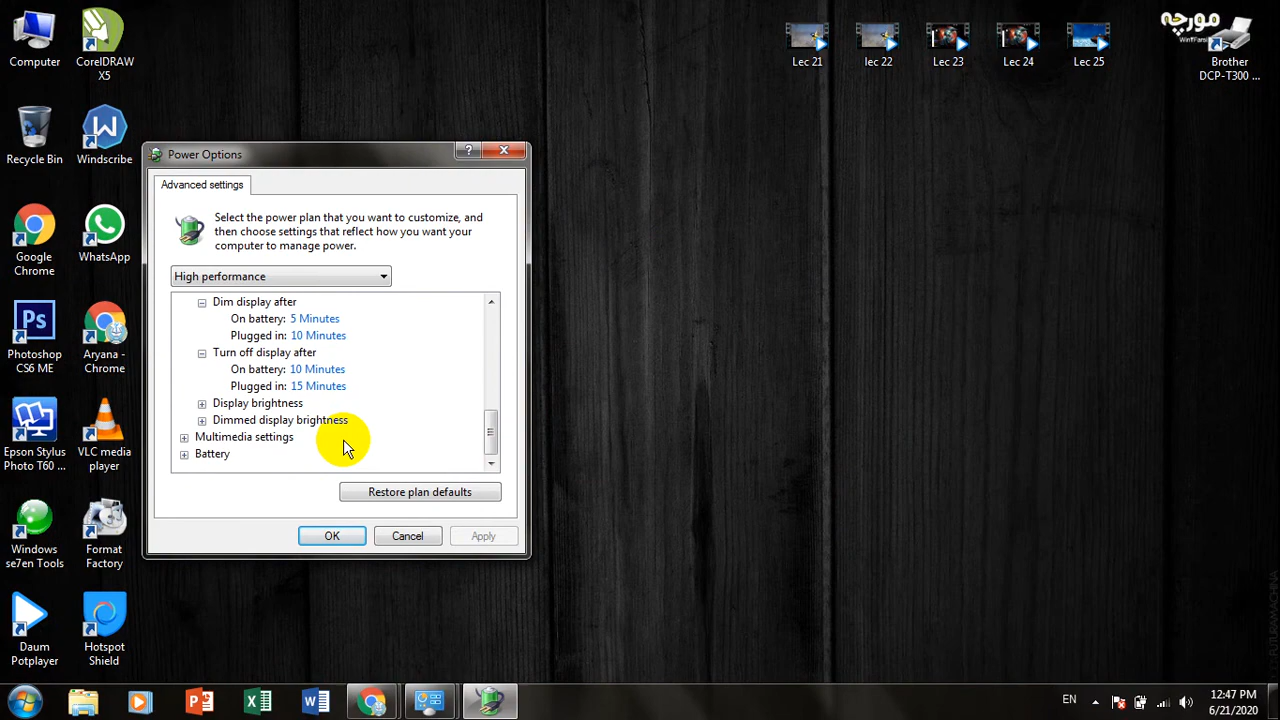 Computer
CorelDRAW
X5
Recycle Bin
Windscribe
Google
Chrome
WhatsApp
Photoshop
CS6 ME
Aryana -
Chrome
Epson Stylus
Photo T60 ...
VLC media
player
Windows
se7en Tools
Format
Factory
Daum
Potplayer
Hotspot
Shield
Lec 21
lec 22
Lec 23
Lec 24
Lec 25
مورچه
Brother
DCP-T300 ...
Power Options
Advanced settings
Select the power plan that you want to customize, and
then choose settings that reflect how you want your
computer to manage power.
High performance
Dim display after
On battery: 5 Minutes
Plugged in: 10 Minutes
Turn off display after
On battery: 10 Minutes
Plugged in: 15 Minutes
Display brightness
Dimmed display brightness
Multimedia settings
Battery
Restore plan defaults
OK
Cancel
Apply
EN
12:47 PM
6/21/2020